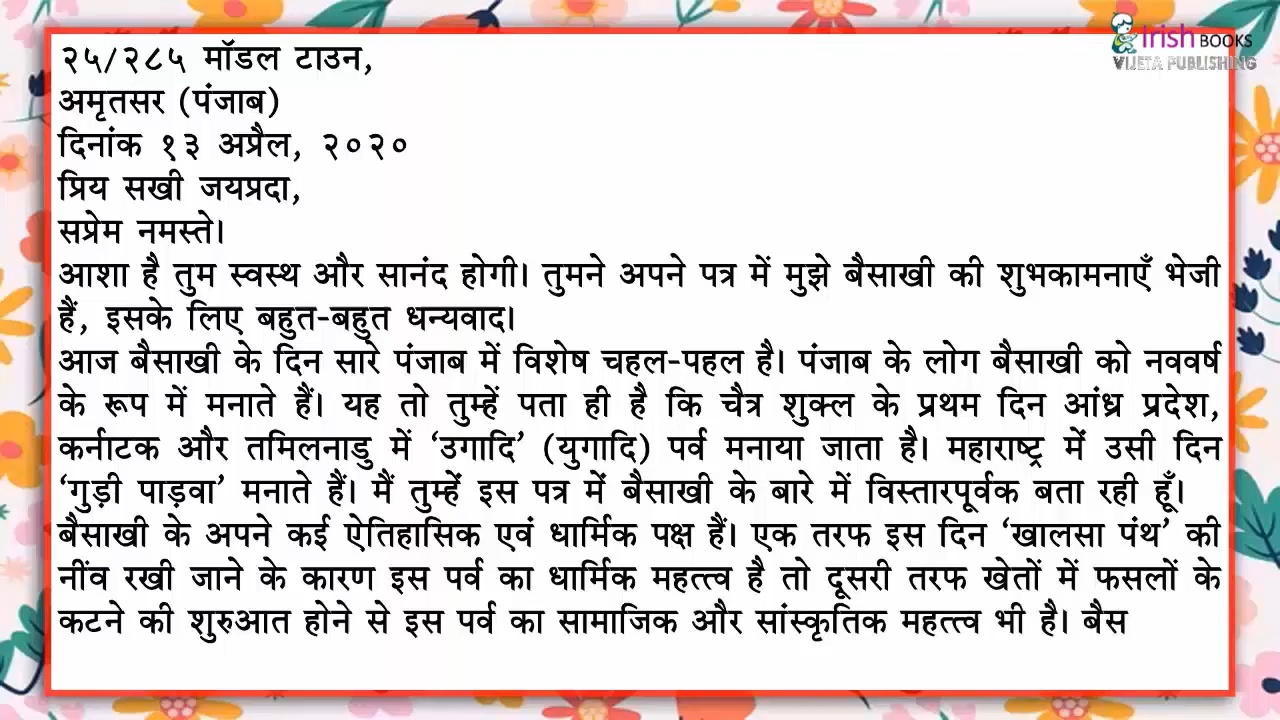 Irish BOOKS
VIJETA PUBLISHING
२५/२८५ मॉडल टाउन,
अमृतसर (पंजाब)
दिनांक १३ अप्रैल, २०२०
प्रिय सखी जयप्रदा,
सप्रेम नमस्ते।
आशा है तुम स्वस्थ और सानंद होगी। तुमने अपने पत्र में मुझे बैसाखी की शुभकामनाएँ भेजी
हैं, इसके लिए बहुत-बहुत धन्यवाद।
आज बैसाखी के दिन सारे पंजाब में विशेष चहल-पहल है। पंजाब के लोग बैसाखी को नववर्ष
के रूप में मनाते हैं। यह तो तुम्हें पता ही है कि चैत्र शुक्ल के प्रथम दिन आंध्र प्रदेश,
कर्नाटक और तमिलनाडु में ‘उगादि’ (युगादि) पर्व मनाया जाता है। महाराष्ट्र में उसी दिन
‘गुड़ी पाड़वा’ मनाते हैं। मैं तुम्हें इस पत्र में बैसाखी के बारे में विस्तारपूर्वक बता रही हूँ।
बैसाखी के अपने कई ऐतिहासिक एवं धार्मिक पक्ष हैं। एक तरफ इस दिन ‘खालसा पंथ’ की
नींव रखी जाने के कारण इस पर्व का धार्मिक महत्त्व है तो दूसरी तरफ खेतों में फसलों के
कटने की शुरुआत होने से इस पर्व का सामाजिक और सांस्कृतिक महत्त्व भी है। बैस